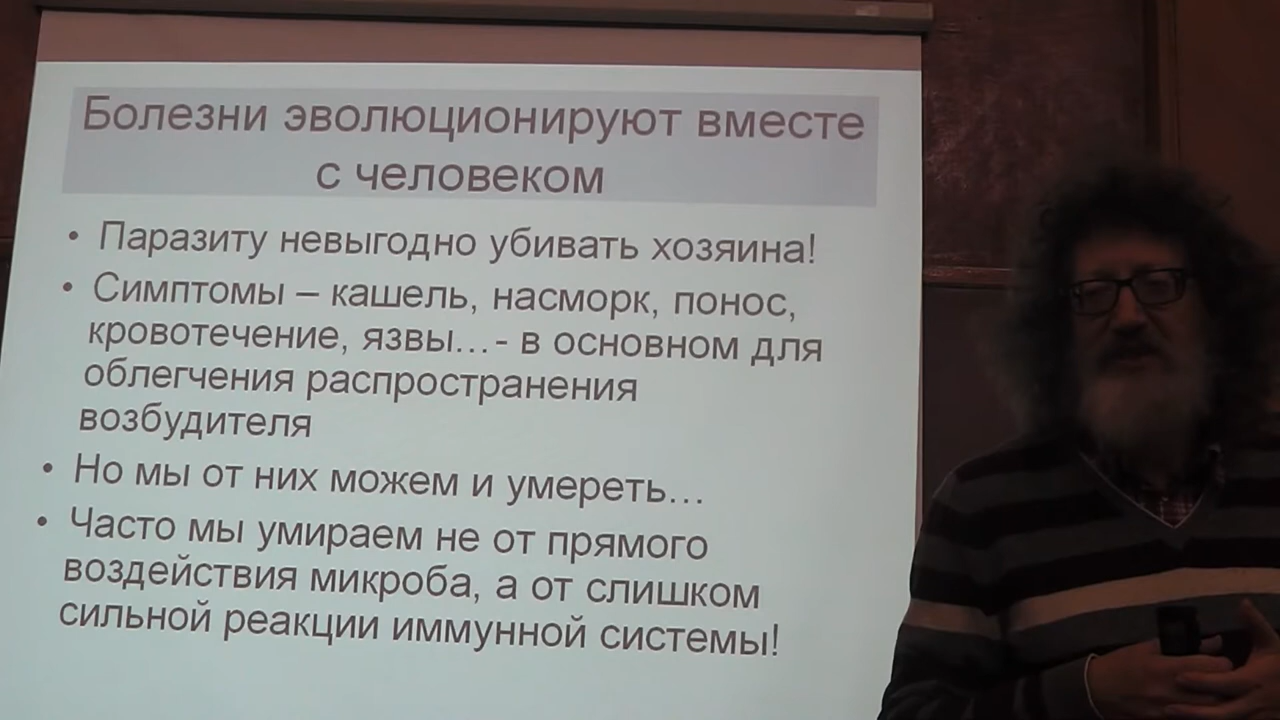 Болезни эволюционируют вместе
с человеком
• Паразиту невыгодно убивать хозяина!
• Симптомы – кашель, насморк, понос,
кровотечение, язвы…- в основном для
облегчения распространения
возбудителя
• Но мы от них можем и умереть…
• Часто мы умираем не от прямого
воздействия микроба, а от слишком
сильной реакции иммунной системы!